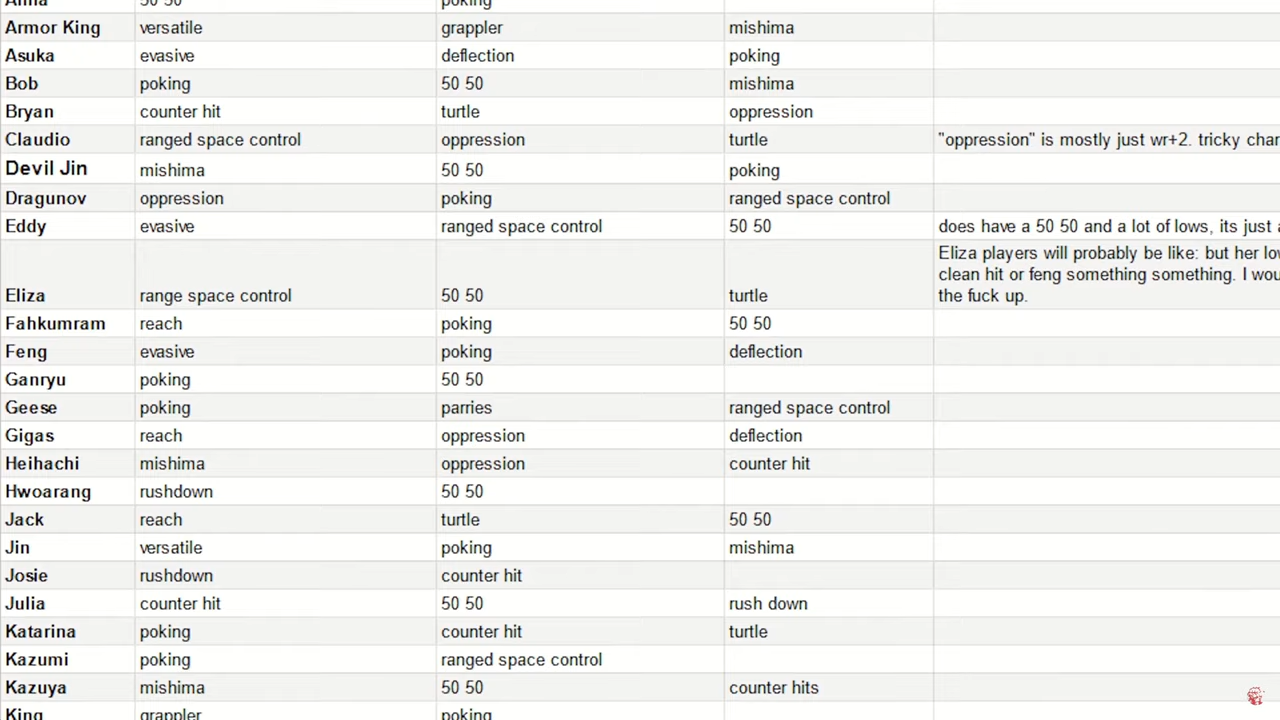 Anna 50 50 poking
Armor King versatile grappler mishima
Asuka evasive deflection poking
Bob poking 50 50 mishima
Bryan counter hit turtle oppression
Claudio ranged space control oppression turtle "oppression" is mostly just wr+2. tricky char
Devil Jin mishima 50 50 poking
Dragunov oppression poking ranged space control
Eddy evasive ranged space control 50 50 does have a 50 50 and a lot of lows, its just a
Eliza players will probably be like: but her low
clean hit or feng something something. I wou
Eliza range space control 50 50 turtle the fuck up.
Fahkumram reach poking 50 50
Feng evasive poking deflection
Ganryu poking 50 50
Geese poking parries ranged space control
Gigas reach oppression deflection
Heihachi mishima oppression counter hit
Hwoarang rushdown 50 50
Jack reach turtle 50 50
Jin versatile poking mishima
Josie rushdown counter hit
Julia counter hit 50 50 rush down
Katarina poking counter hit turtle
Kazumi poking ranged space control
Kazuya mishima 50 50 counter hits
King grappler poking